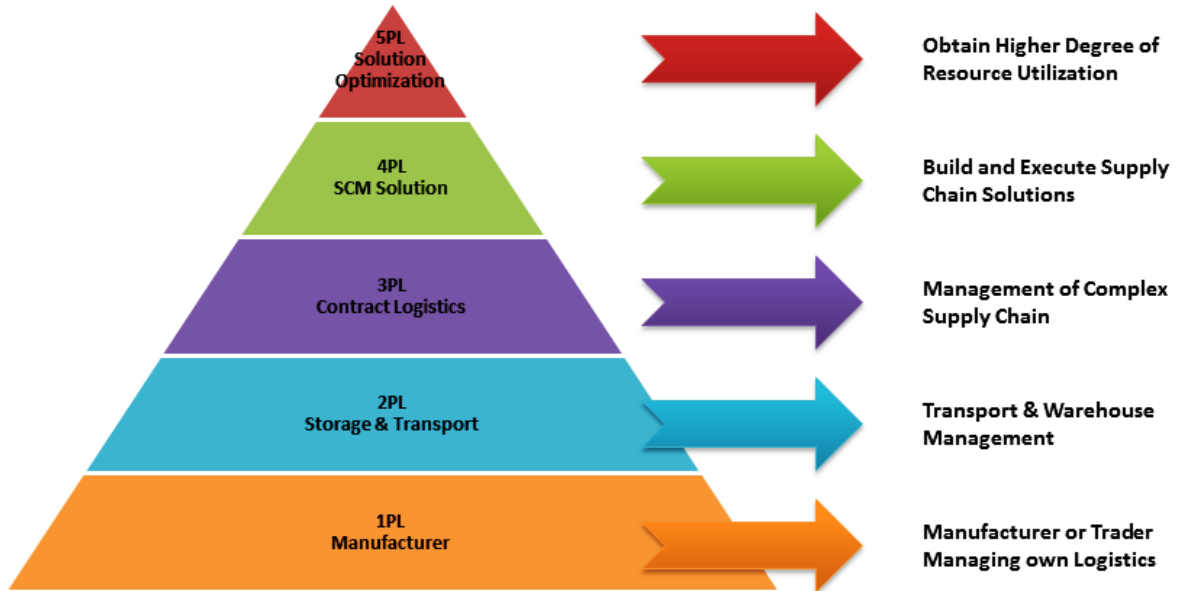 5PL
Solution
Optimization
Obtain Higher Degree of
Resource Utilization
4PL
SCM Solution
Build and Execute Supply
Chain Solutions
3PL
Contract Logistics
Management of Complex
Supply Chain
2PL
Storage & Transport
Transport & Warehouse
Management
1PL
Manufacturer
Manufacturer or Trader
Managing own Logistics